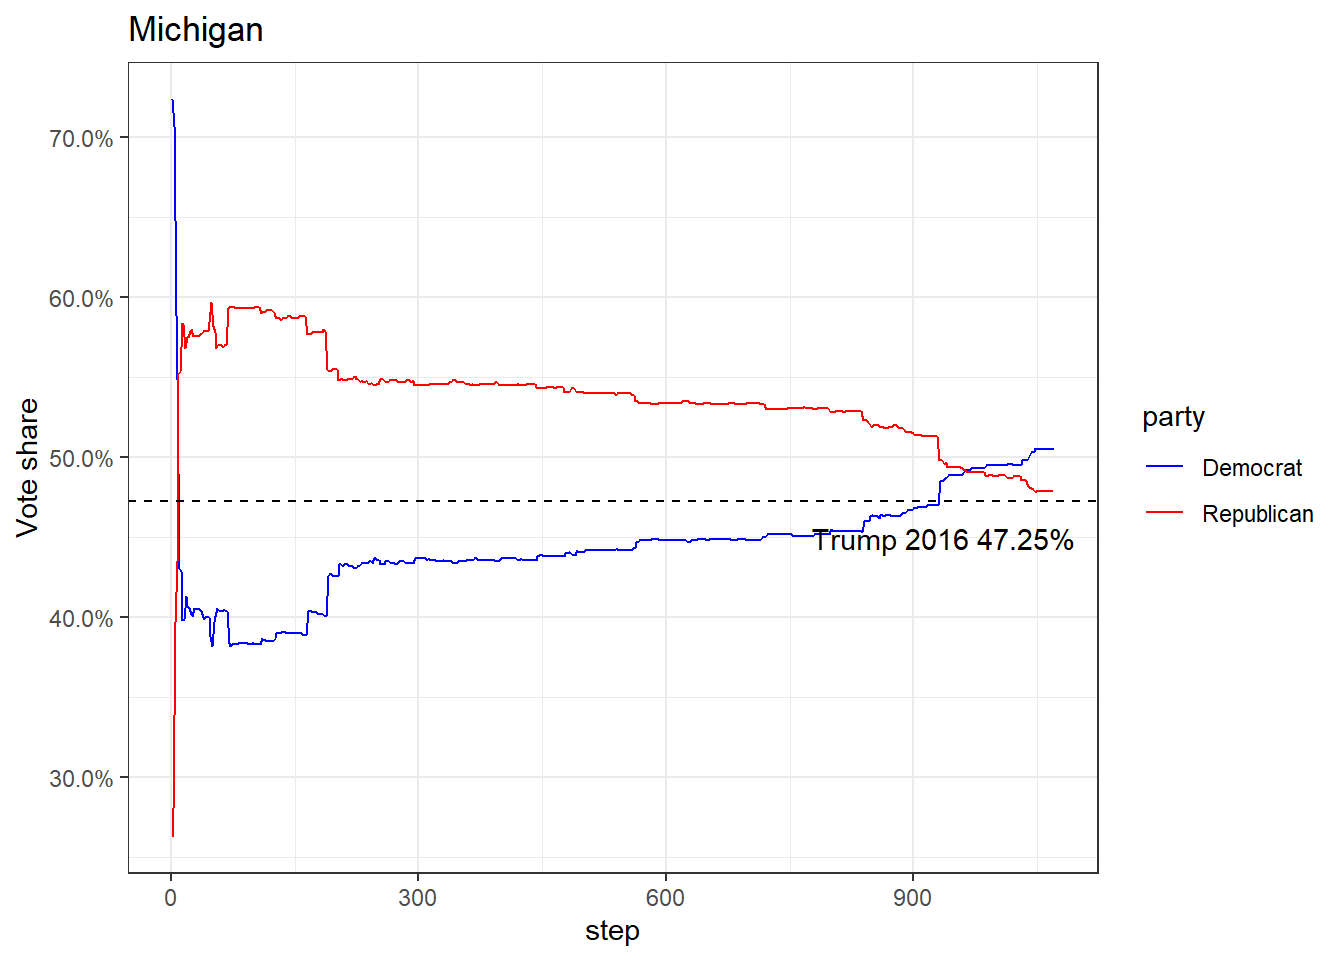 Michigan
70.0%
60.0%
50.0%
40.0%
30.0%
Vote share
Trump 2016 47.25%
0 300 600 900
step
party
Democrat
Republican